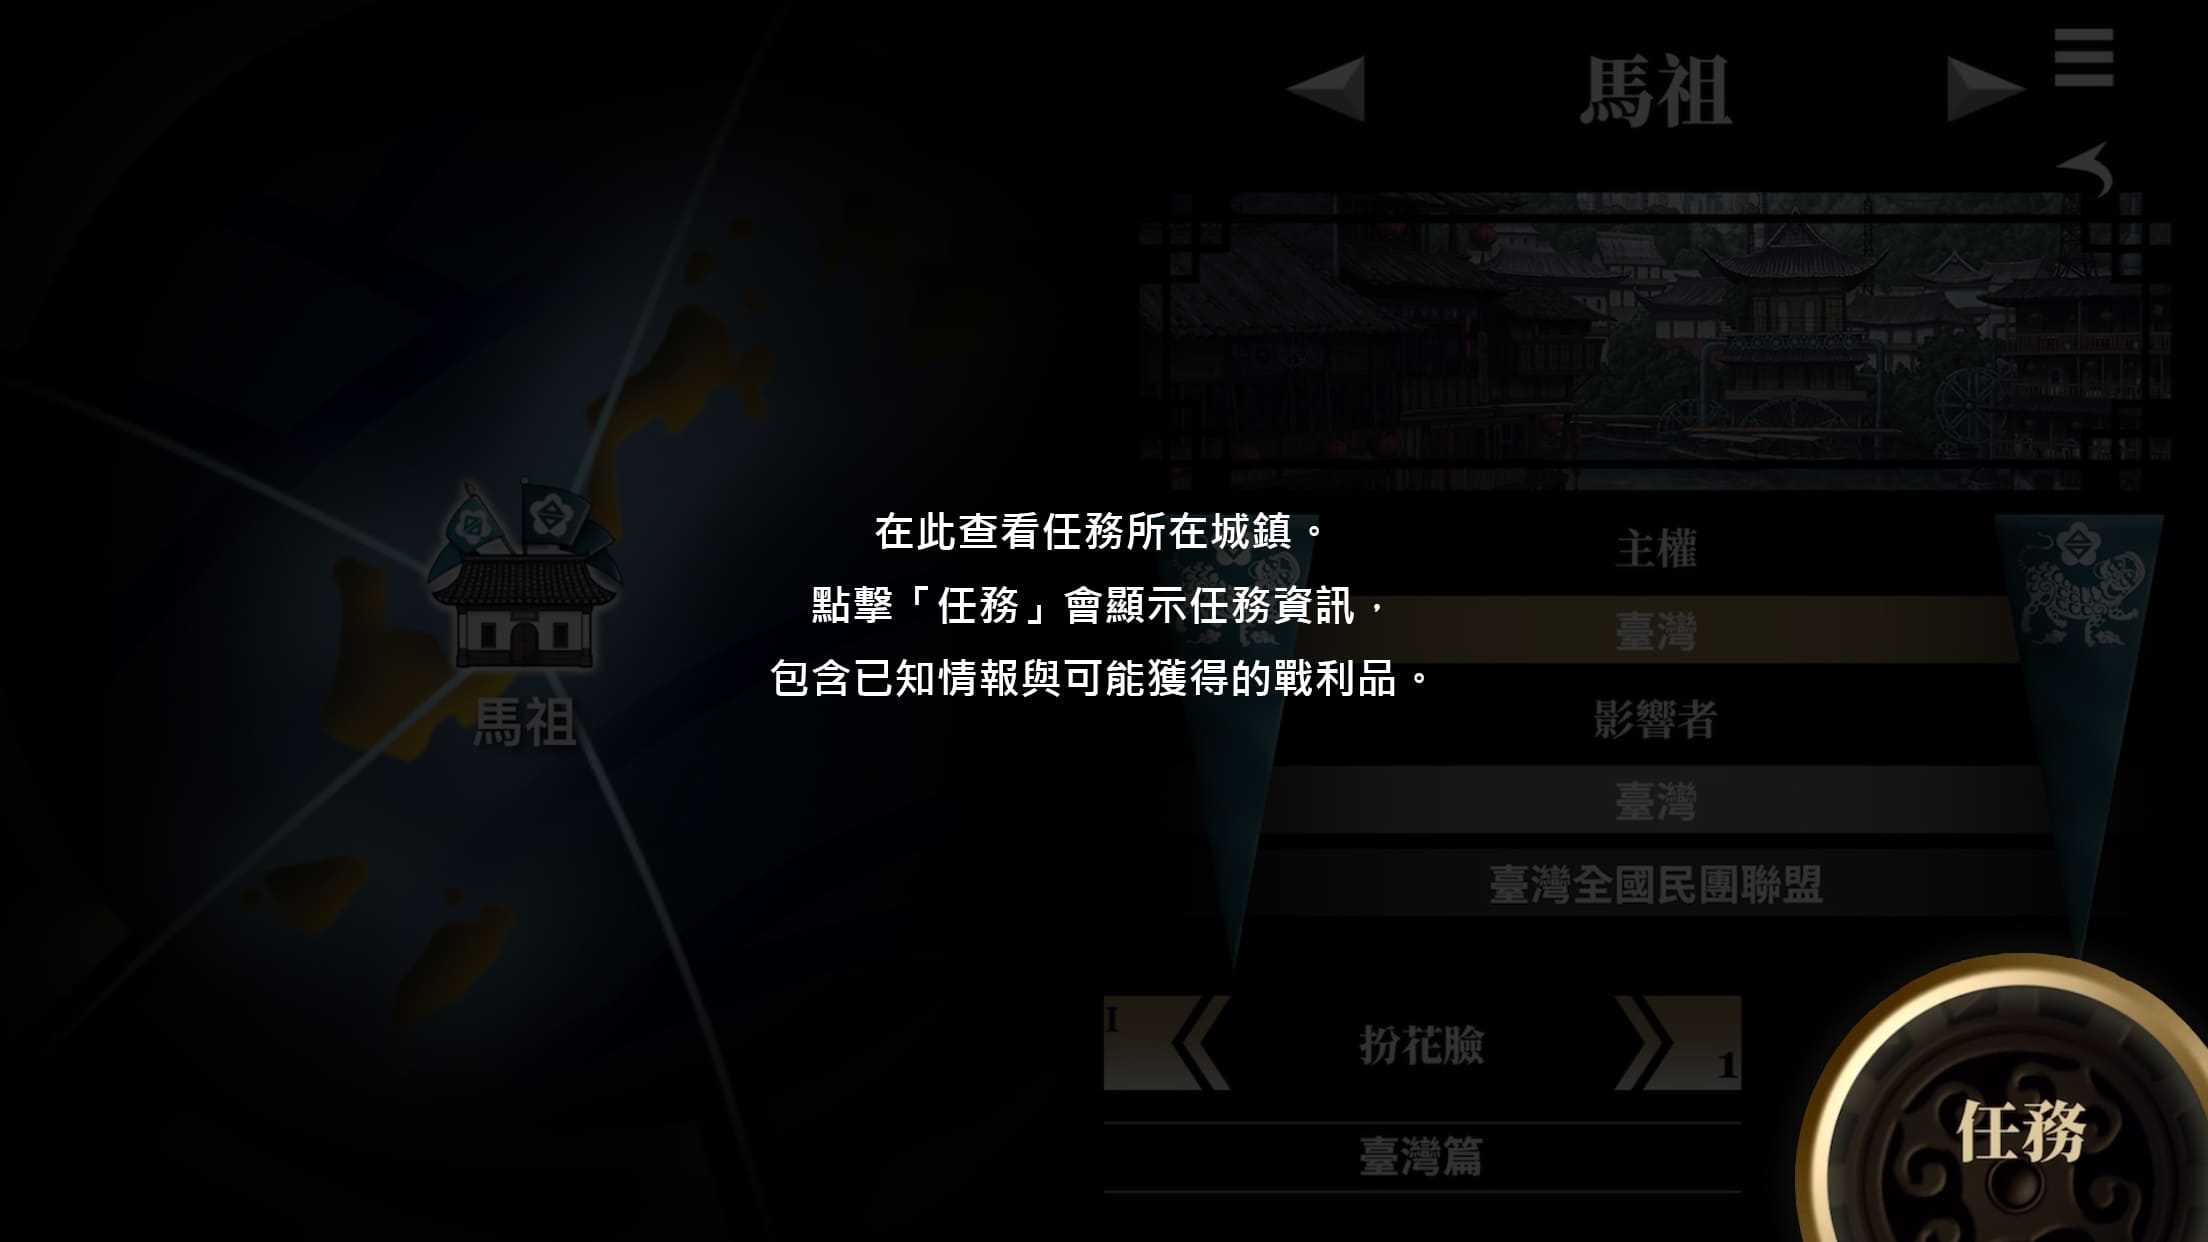 馬祖
在此查看任務所在城鎮。
點擊「任務」會顯示任務資訊，
包含已知情報與可能獲得的戰利品。
馬祖
主權
臺灣
影響者
臺灣
臺灣全國民團聯盟
I
扮花臉
1
臺灣篇
任務